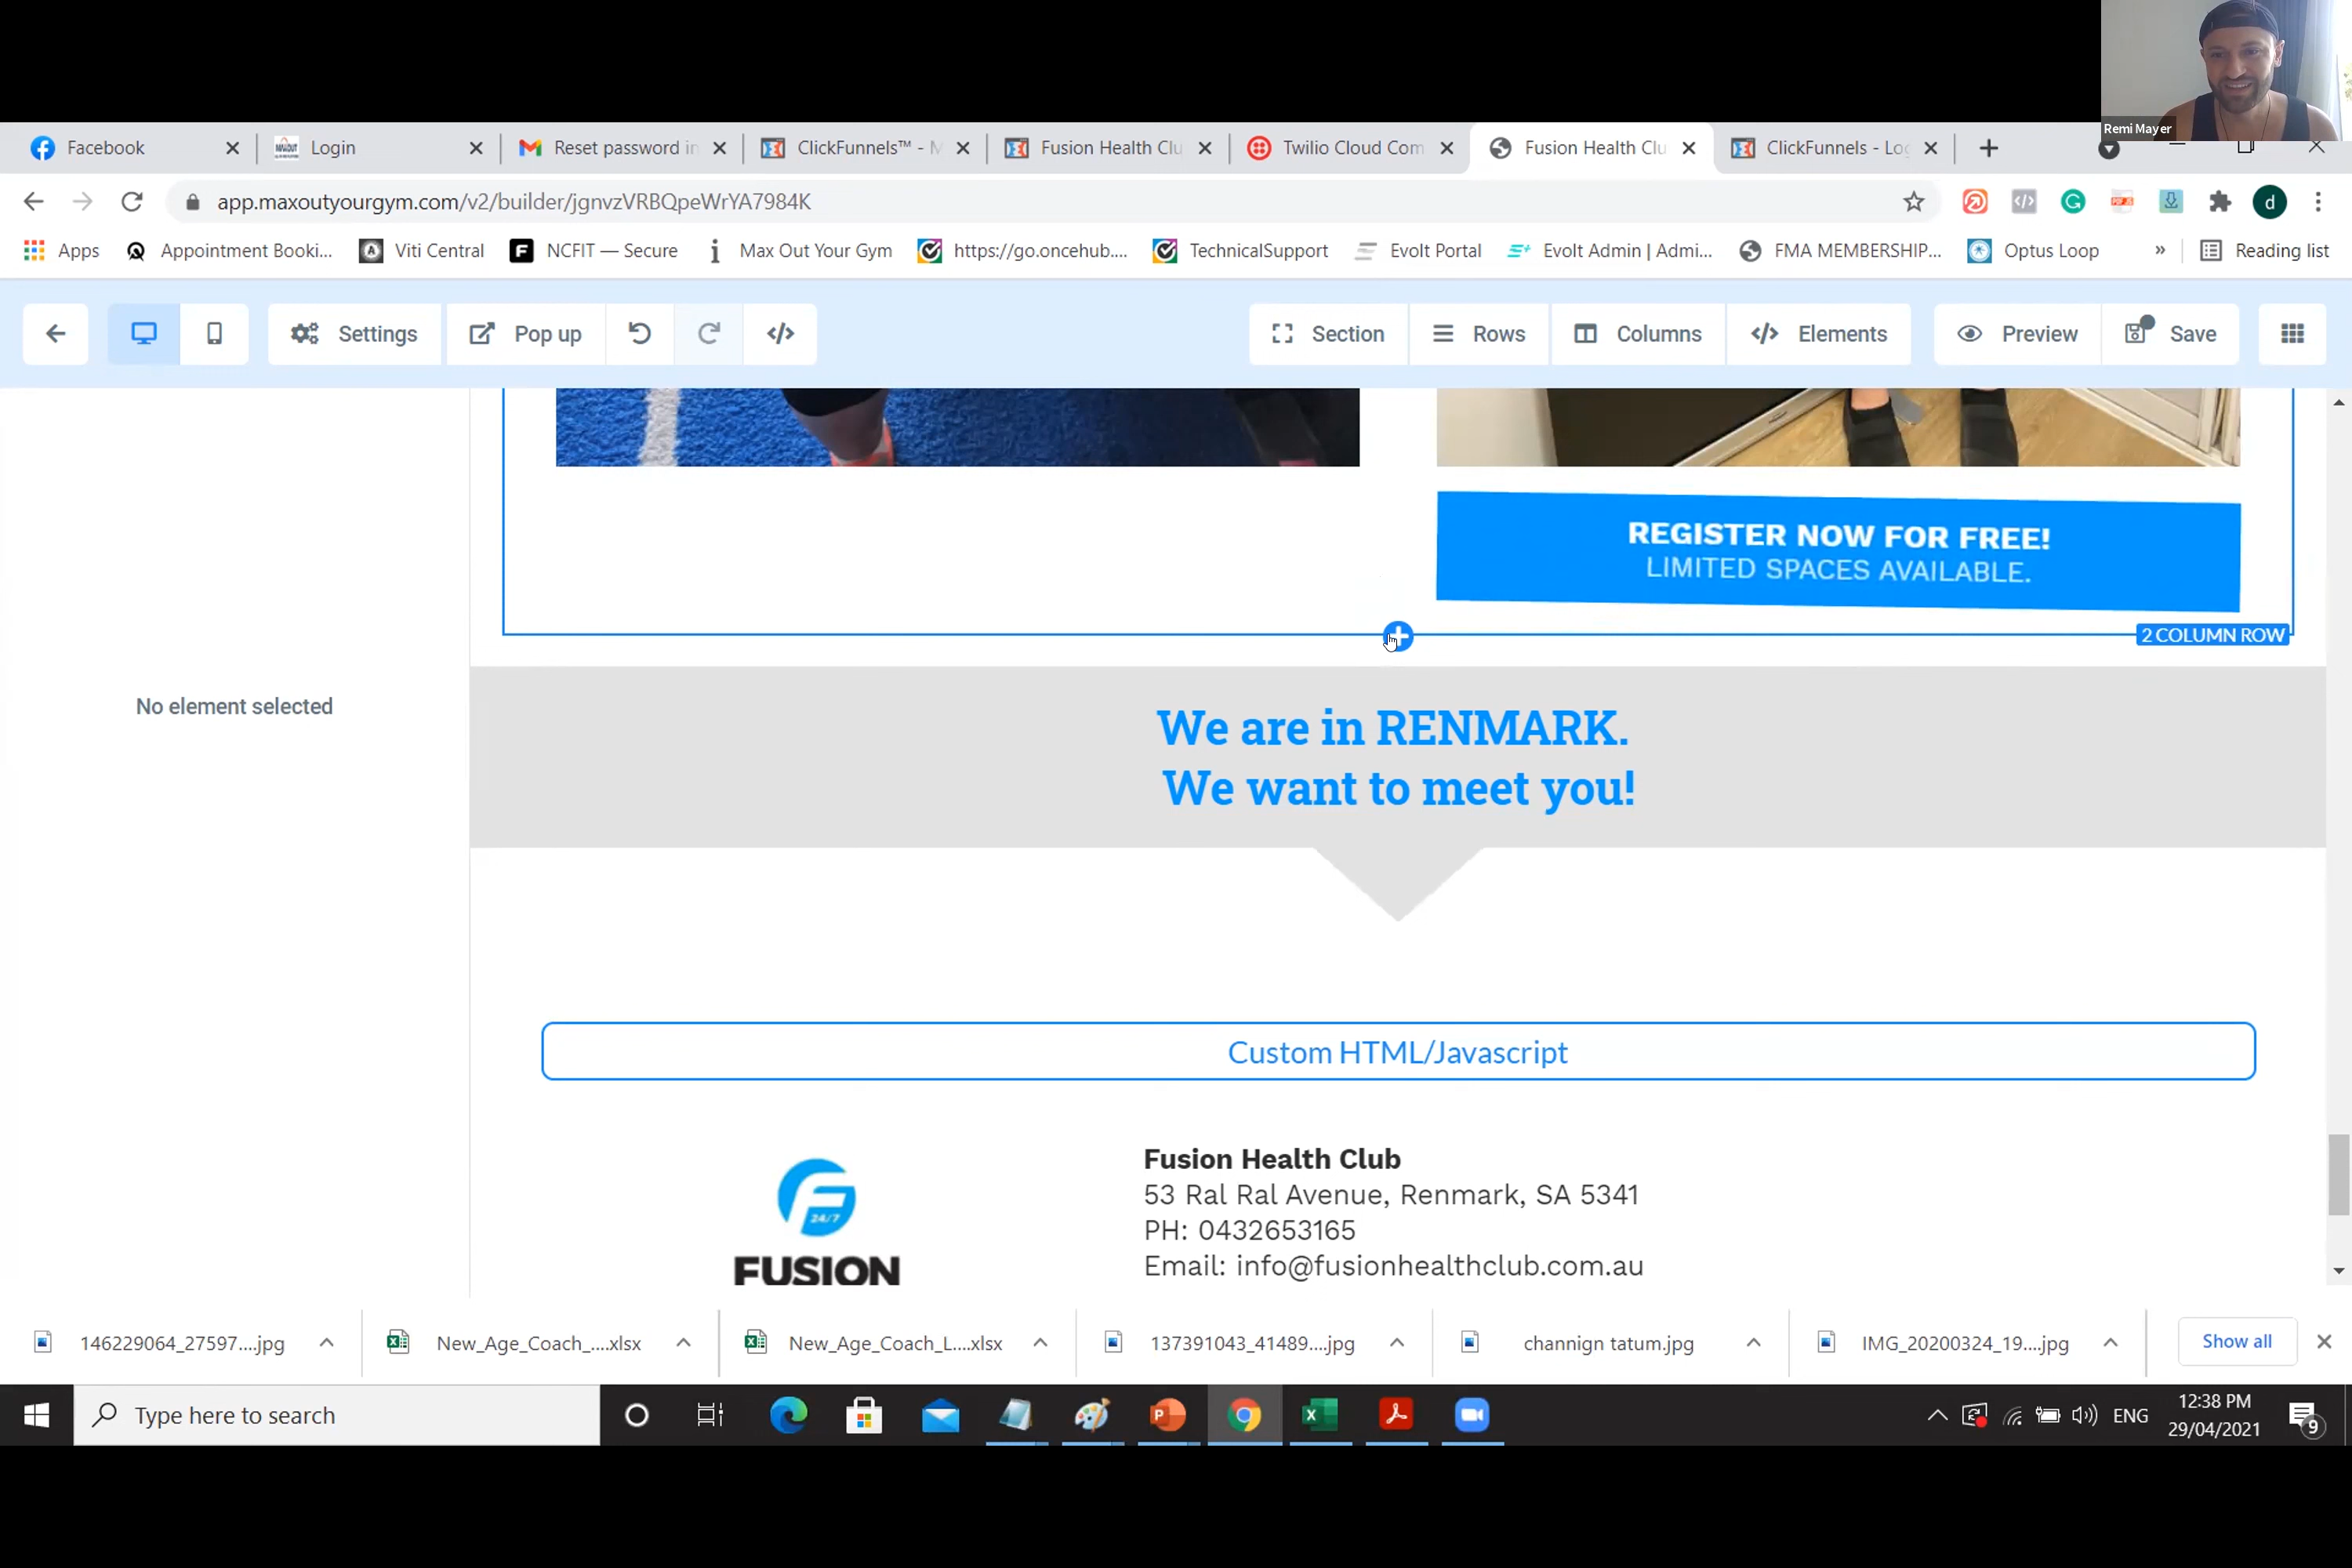 Remi Mayer
Facebook
Login
Reset password in
ClickFunnels™ - M
Fusion Health Clu
Twilio Cloud Com
Fusion Health Clu
ClickFunnels - Log
app.maxoutyourgym.com/v2/builder/jgnvzVRBQpeWrYA7984K
d
Apps
Appointment Booki...
Viti Central
NCFIT — Secure
Max Out Your Gym
https://go.oncehub....
TechnicalSupport
Evolt Portal
Evolt Admin | Admi...
FMA MEMBERSHIP...
Optus Loop
»
Reading list
Settings
Pop up
Section
Rows
Columns
Elements
Preview
Save
REGISTER NOW FOR FREE!
LIMITED SPACES AVAILABLE.
2 COLUMN ROW
No element selected
We are in RENMARK.
We want to meet you!
Custom HTML/Javascript
24/7
FUSION
Fusion Health Club
53 Ral Ral Avenue, Renmark, SA 5341
PH: 0432653165
Email: info@fusionhealthclub.com.au
146229064_27597....jpg
New_Age_Coach_....xlsx
New_Age_Coach_L....xlsx
137391043_41489....jpg
channign tatum.jpg
IMG_20200324_19....jpg
Show all
Type here to search
ENG
12:38 PM
29/04/2021
9